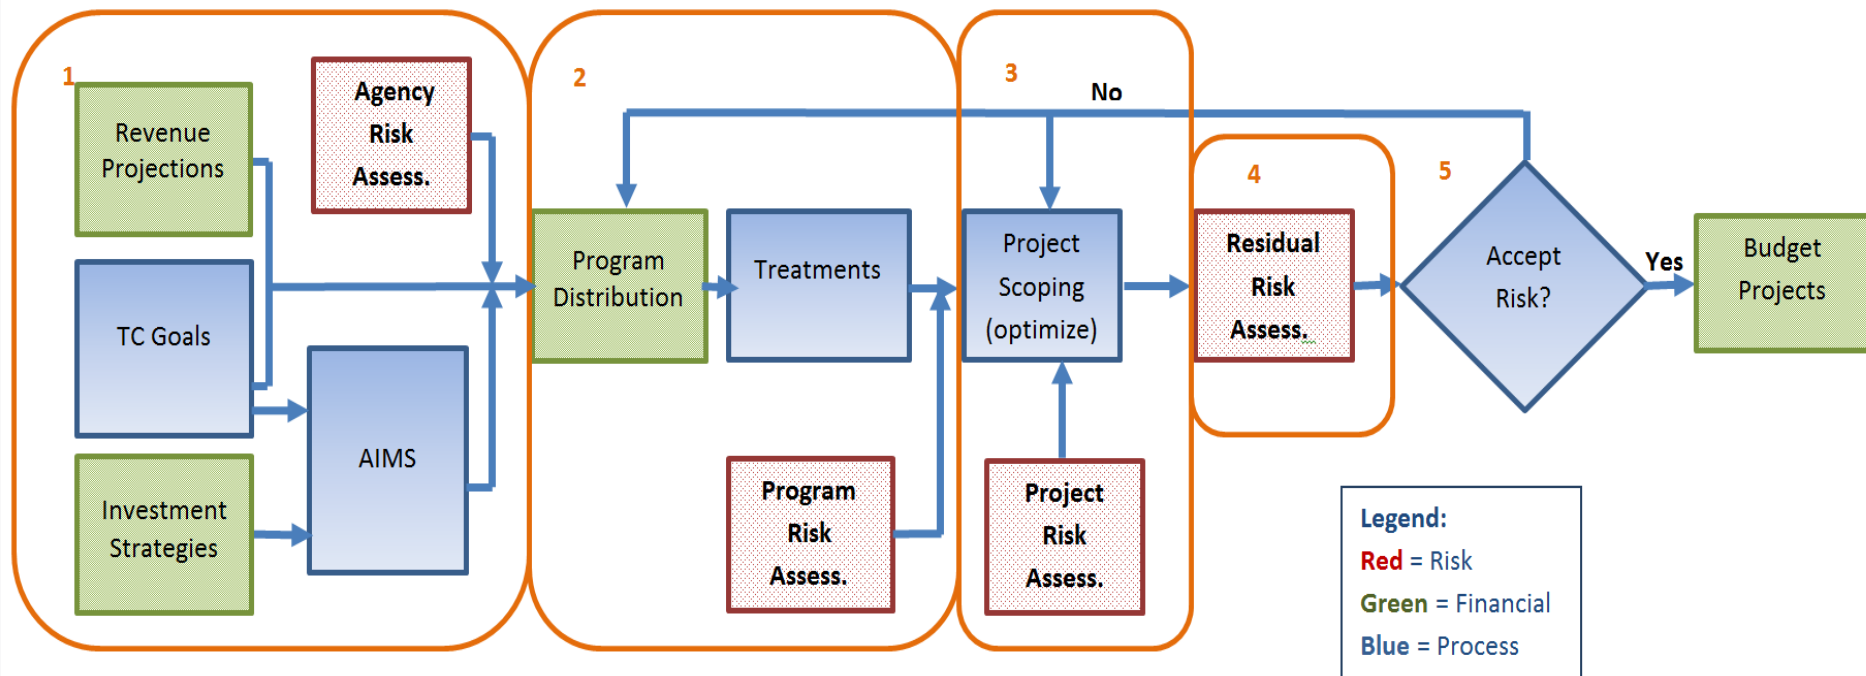 1
Revenue
Projections
Agency
Risk
Assess.
TC Goals
AIMS
Investment
Strategies
2
Program
Distribution
Treatments
Program
Risk
Assess.
3
No
Project
Scoping
(optimize)
Project
Risk
Assess.
4
Residual
Risk
Assess.
5
Accept
Risk?
Yes
Budget
Projects
Legend:
Red = Risk
Green = Financial
Blue = Process